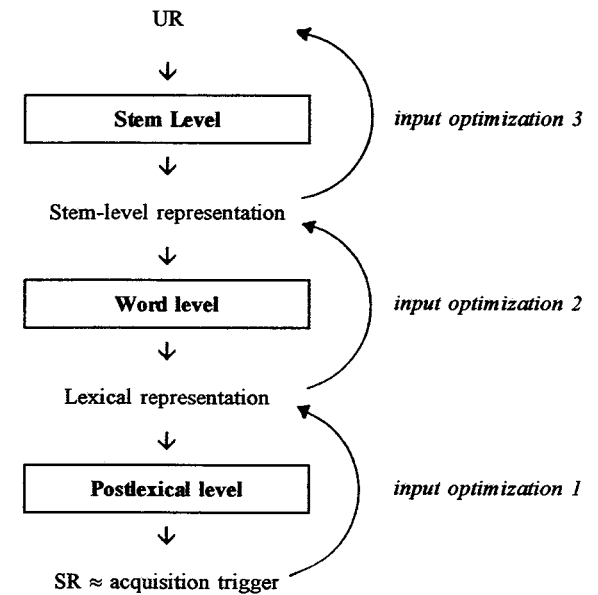 UR
Stem Level
input optimization 3
Stem-level representation
Word level
input optimization 2
Lexical representation
Postlexical level
input optimization 1
SR ≈ acquisition trigger